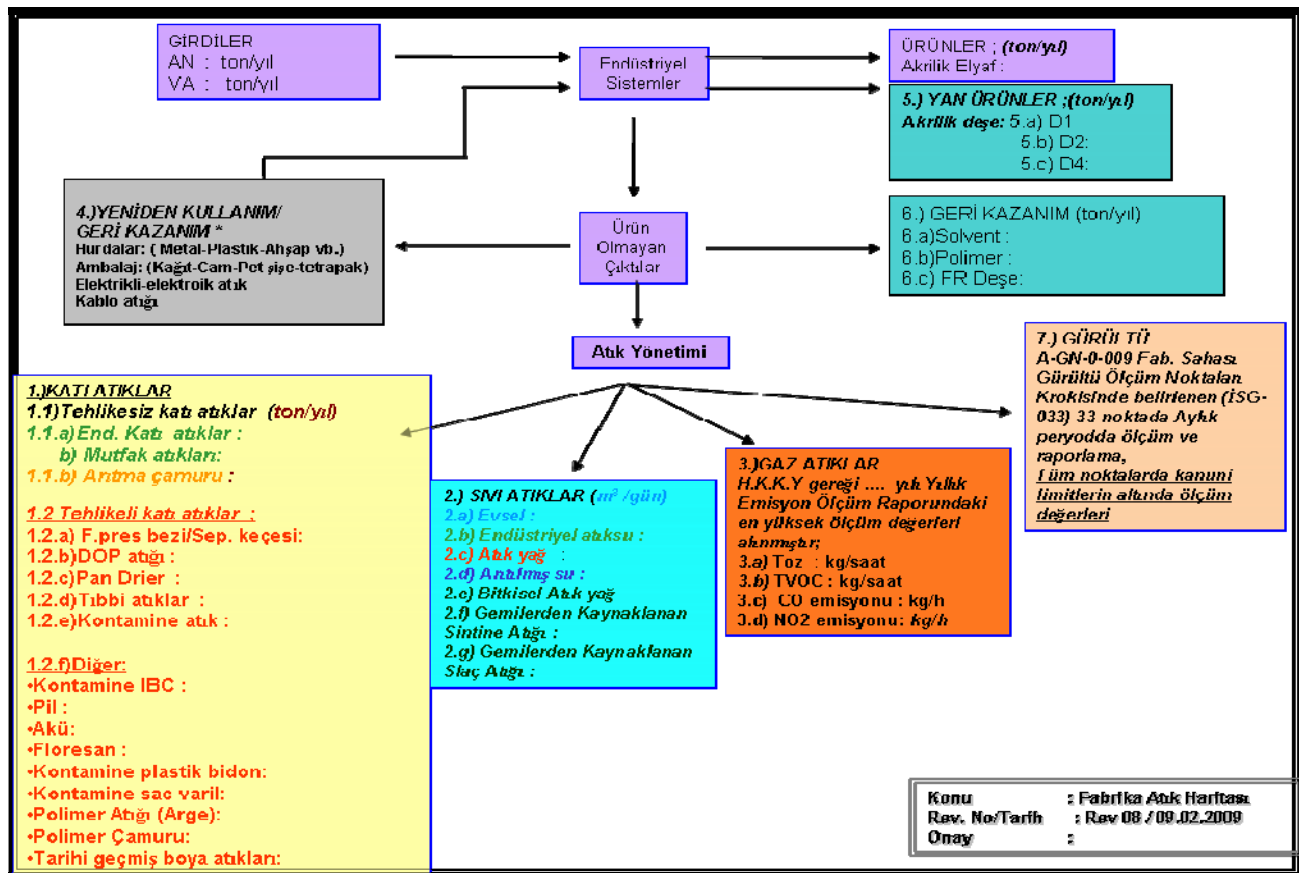 GİRDİLER
AN : ton/yıl
VA : ton/yıl
Endüstriyel
Sistemler
ÜRÜNLER ; (ton/yıl)
Akrilik Elyaf :
5.) YAN ÜRÜNLER ;(ton/yıl)
Akrilik deşe: 5.a) D1
5.b) D2:
5.c) D4:
4.)YENİDEN KULLANIM/
GERİ KAZANIM *
Hurdalar: ( Metal-Plastik-Ahşap vb.)
Ambalaj: (Kağıt-Cam-Pet şişe-tetrapak)
Elektrikli-elektroik atık
Kablo atığı
Ürün
Olmayan
Çıktılar
6.) GERİ KAZANIM (ton/yıl)
6.a)Solvent :
6.b)Polimer :
6.c) FR Deşe:
Atık Yönetimi
7.) GÜRÜLTÜ
A-GN-0-009 Fab. Sahası
Gürültü Ölçüm Noktaları
Krokisinde belirlenen (İSG-
033) 33 noktada Aylık
peryodda ölçüm ve
raporlama,
Tüm noktalarda kanuni
limitlerin altında ölçüm
değerleri
1.)KATI ATIKLAR
1.1)Tehlikesiz katı atıklar (ton/yıl)
1.1.a) End. Katı atıklar :
b) Mutfak atıkları:
1.1.b) Arıtma çamuru :
1.2 Tehlikeli katı atıklar :
1.2.a) F.pres bezi/Sep. keçesi:
1.2.b)DOP atığı :
1.2.c)Pan Drier :
1.2.d)Tıbbi atıklar :
1.2.e)Kontamine atık :
1.2.f)Diğer:
•Kontamine IBC :
•Pil :
•Akü:
•Floresan :
•Kontamine plastik bidon:
•Kontamine sac varil:
•Polimer Atığı (Arge):
•Polimer Çamuru:
•Tarihi geçmiş boya atıkları:
2.) SIVI ATIKLAR (m³ /gün)
2.a) Evsel :
2.b) Endüstriyel atıksu :
2.c) Atık yağ :
2.d) Arıtılmış su :
2.e) Bitkisel Atık yağ
2.f) Gemilerden Kaynaklanan
Sintine Atığı :
2.g) Gemilerden Kaynaklanan
Slaç Atığı :
3.)GAZ ATIKLAR
H.K.K.Y gereği .... yılı Yıllık
Emisyon Ölçüm Raporundaki
en yüksek ölçüm değerleri
alınmıştır;
3.a) Toz : kg/saat
3.b) TVOC : kg/saat
3.c) CO emisyonu : kg/h
3.d) NO2 emisyonu: kg/h
Konu : Fabrika Atık Haritası
Rev. No/Tarih : Rev 08 / 09.02.2009
Onay :